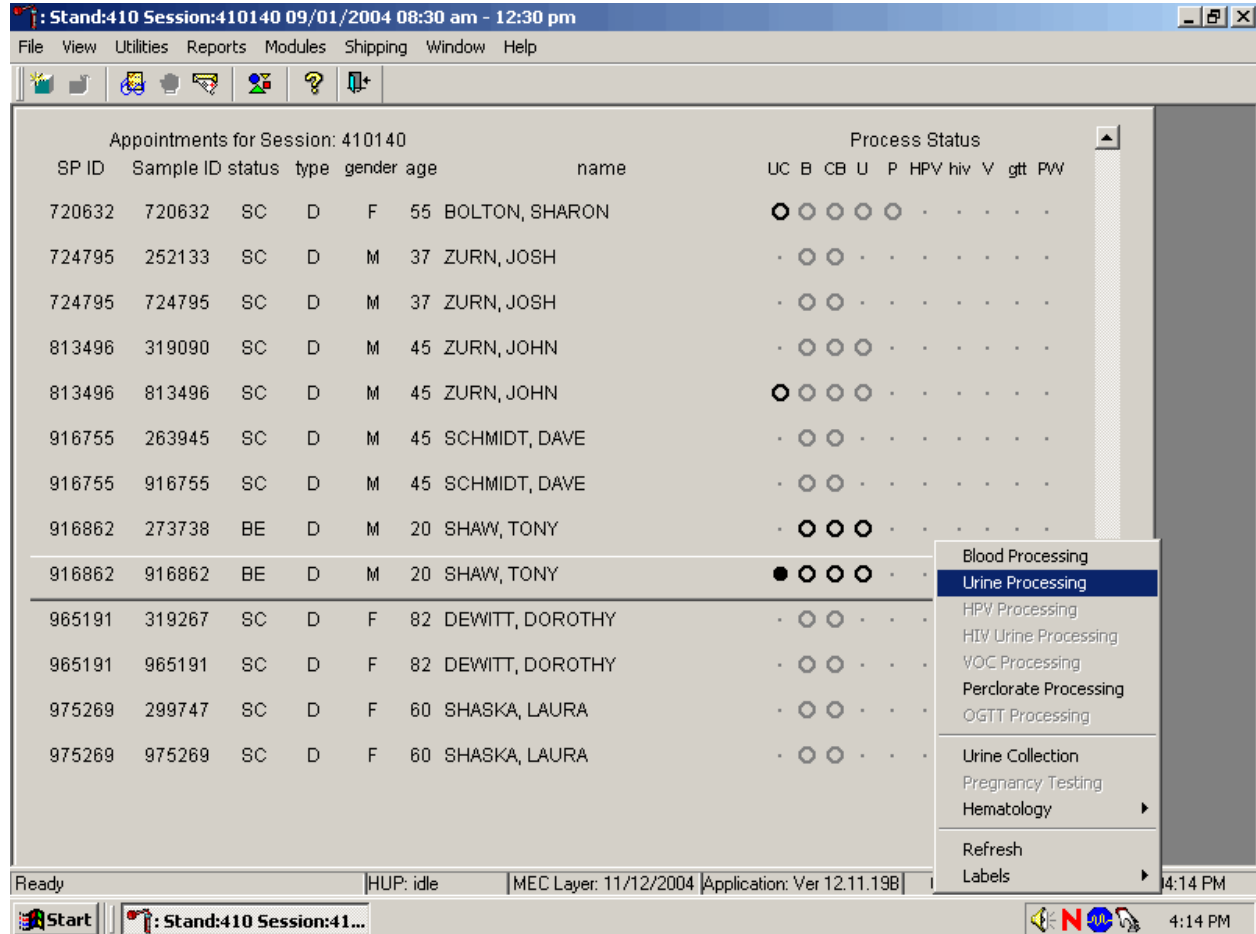 : Stand:410 Session:410140 09/01/2004 08:30 am - 12:30 pm
File View Utilities Reports Modules Shipping Window Help
Appointments for Session: 410140 Process Status
SP ID Sample ID status type gender age name UC B CB U P HPV hiv V gtt PW
720632 720632 SC D F 55 BOLTON, SHARON
724795 252133 SC D M 37 ZURN, JOSH
724795 724795 SC D M 37 ZURN, JOSH
813496 319090 SC D M 45 ZURN, JOHN
813496 813496 SC D M 45 ZURN, JOHN
916755 263945 SC D M 45 SCHMIDT, DAVE
916755 916755 SC D M 45 SCHMIDT, DAVE
916862 273738 BE D M 20 SHAW, TONY
916862 916862 BE D M 20 SHAW, TONY
965191 319267 SC D F 82 DEWITT, DOROTHY
965191 965191 SC D F 82 DEWITT, DOROTHY
975269 299747 SC D F 60 SHASKA, LAURA
975269 975269 SC D F 60 SHASKA, LAURA
Blood Processing
Urine Processing
HPV Processing
HIV Urine Processing
VOC Processing
Perclorate Processing
OGTT Processing
Urine Collection
Pregnancy Testing
Hematology
Refresh
Labels
Ready HUP: idle MEC Layer: 11/12/2004 Application: Ver 12.11.19B 4:14 PM
Start : Stand:410 Session:41... N 4:14 PM